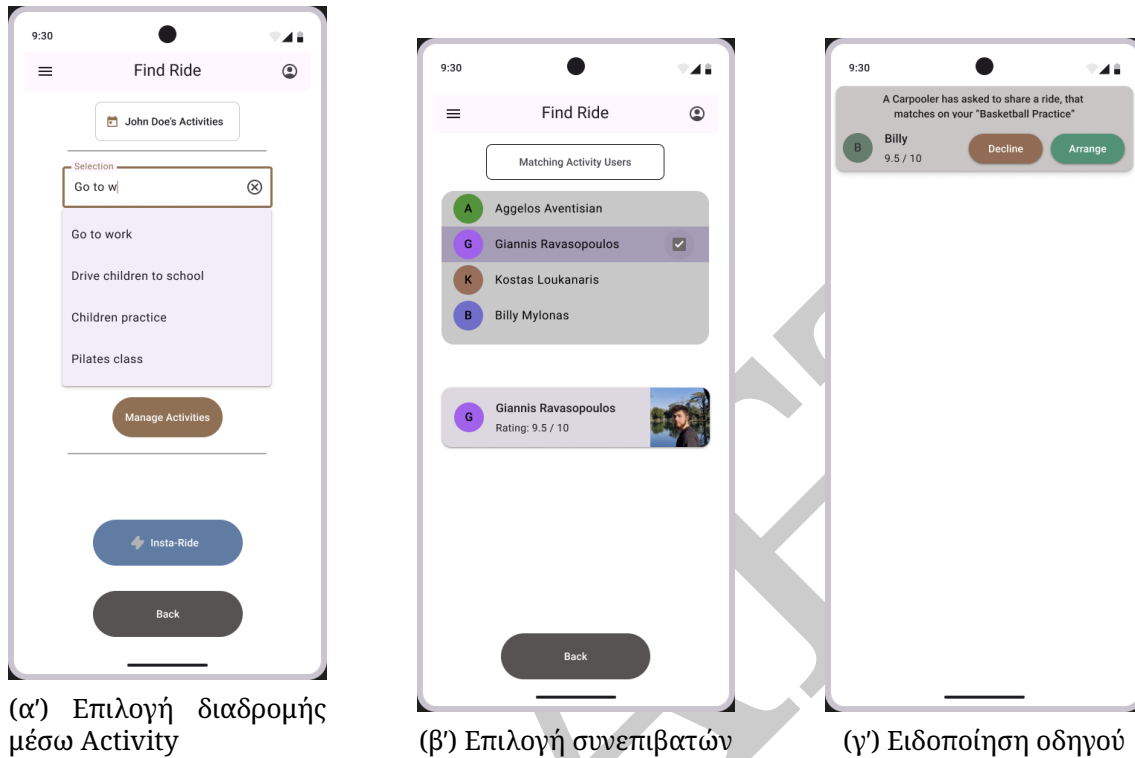 9:30
Find Ride
John Doe's Activities
Selection
Go to w
Go to work
Drive children to school
Children practice
Pilates class
Manage Activities
Insta-Ride
Back
(α′) Επιλογή διαδρομής
μέσω Activity
9:30
Find Ride
Matching Activity Users
A Aggelos Aventisian
G Giannis Ravasopoulos
K Kostas Loukanaris
B Billy Mylonas
G Giannis Ravasopoulos
Rating: 9.5 / 10
Back
(β′) Επιλογή συνεπιβατών
9:30
A Carpooler has asked to share a ride, that
matches on your “Basketball Practice”
B Billy
9.5 / 10
Decline
Arrange
(γ′) Ειδοποίηση οδηγού